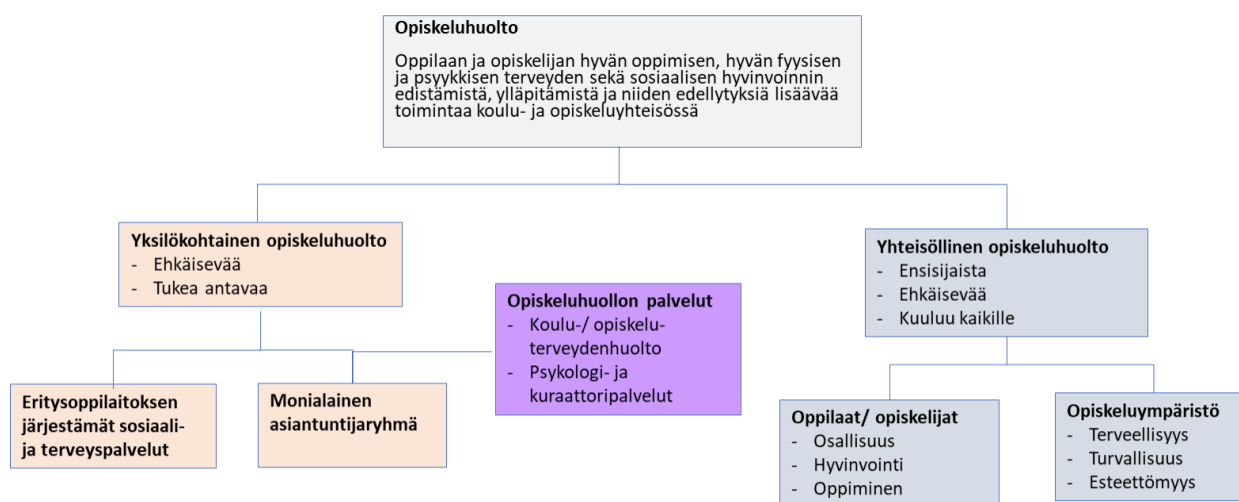 Opiskeluhuolto
Oppilaan ja opiskelijan hyvän oppimisen, hyvän fyysisen
ja psyykkisen terveyden sekä sosiaalisen hyvinvoinnin
edistämistä, ylläpitämistä ja niiden edellytyksiä lisäävää
toimintaa koulu- ja opiskeluyhteisössä
Yksilökohtainen opiskeluhuolto
- Ehkäisevää
- Tukea antavaa
Yhteisöllinen opiskeluhuolto
- Ensisijaista
- Ehkäisevää
- Kuuluu kaikille
Opiskeluhuollon palvelut
- Koulu-/ opiskelu-
terveydenhuolto
- Psykologi- ja
kuraattoripalvelut
Eritysoppilaitoksen
järjestämät sosiaali-
ja terveyspalvelut
Monialainen
asiantuntijaryhmä
Oppilaat/ opiskelijat
- Osallisuus
- Hyvinvointi
- Oppiminen
Opiskeluympäristö
- Terveellisyys
- Turvallisuus
- Esteettömyys